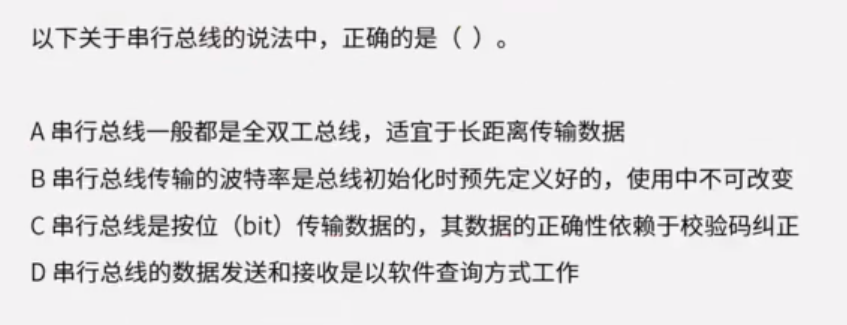 以下关于串行总线的说法中，正确的是（ ）。
A 串行总线一般都是全双工总线，适宜于长距离传输数据
B 串行总线传输的波特率是总线初始化时预先定义好的，使用中不可改变
C 串行总线是按位（bit）传输数据的，其数据的正确性依赖于校验码纠正
D 串行总线的数据发送和接收是以软件查询方式工作